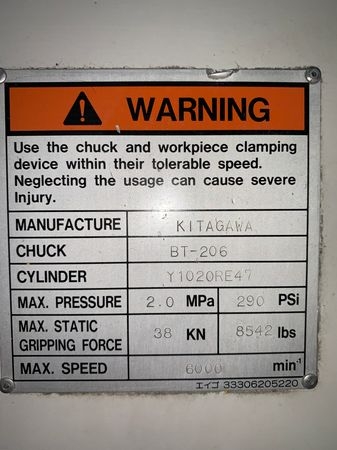 WARNING
Use the chuck and workpiece clamping
device within their tolerable speed.
Neglecting the usage can cause severe
Injury.
MANUFACTURE KITAGAWA
CHUCK BT-206
CYLINDER Y1020RE47
MAX. PRESSURE 2.0 MPa 290 PSi
MAX. STATIC
GRIPPING FORCE 38 KN 8542 lbs
MAX. SPEED 6000 min⁻¹
エイコ 33306205220